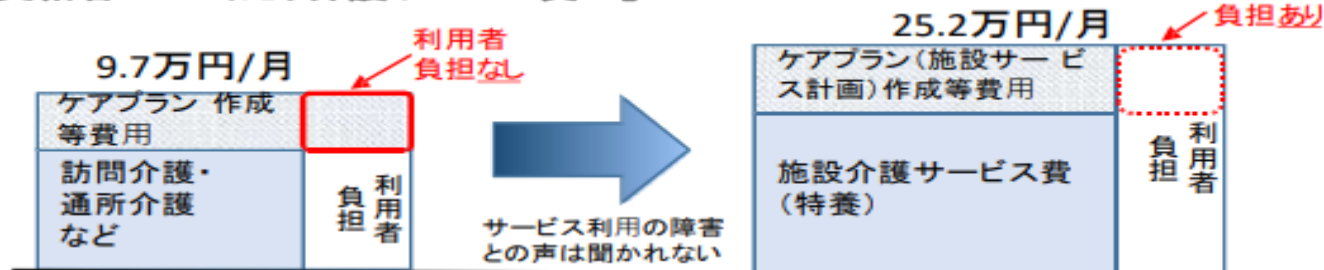 9.7万円/月
利用者
負担なし
ケアプラン 作成
等費用
訪問介護・
通所介護
など
利用者
負担
サービス利用の障害
との声は聞かれない
25.2万円/月
負担あり
ケアプラン(施設サー ビ
ス計画)作成等費用
施設介護サービス費
(特養)
利用者
負担